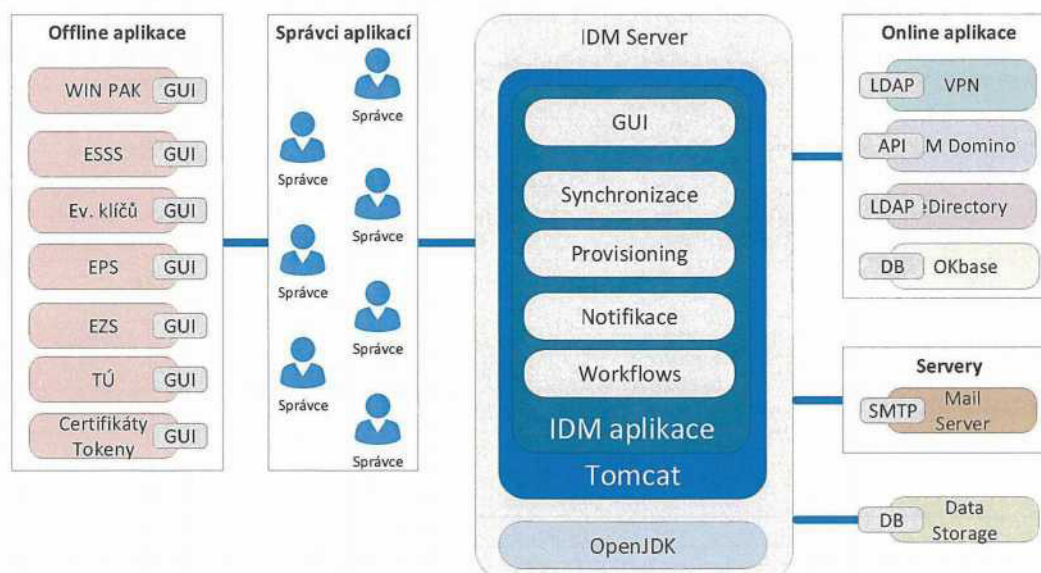 Offline aplikace
WIN PAK GUI
ESSS GUI
Ev. klíčů GUI
EPS GUI
EZS GUI
TÚ GUI
Certifikáty
Tokeny
GUI
Správci aplikací
Správce
Správce
Správce
Správce
Správce
Správce
Správce
IDM Server
GUI
Synchronizace
Provisioning
Notifikace
Workflows
IDM aplikace
Tomcat
OpenJDK
Online aplikace
LDAP VPN
API M Domino
LDAP eDirectory
DB OKbase
Servery
SMTP
Mail
Server
DB
Data
Storage